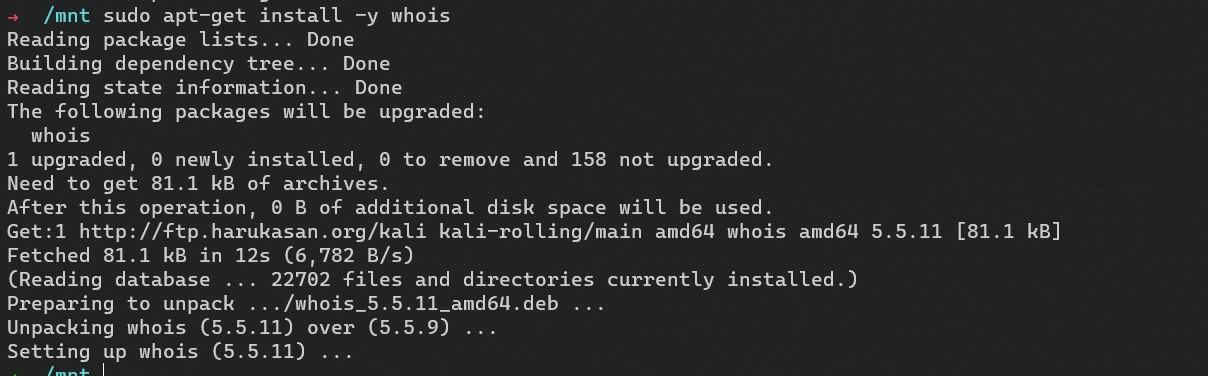 → /mnt sudo apt-get install -y whois
Reading package lists... Done
Building dependency tree... Done
Reading state information... Done
The following packages will be upgraded:
  whois
1 upgraded, 0 newly installed, 0 to remove and 158 not upgraded.
Need to get 81.1 kB of archives.
After this operation, 0 B of additional disk space will be used.
Get:1 http://ftp.harukasan.org/kali kali-rolling/main amd64 whois amd64 5.5.11 [81.1 kB]
Fetched 81.1 kB in 12s (6,782 B/s)
(Reading database ... 22702 files and directories currently installed.)
Preparing to unpack .../whois_5.5.11_amd64.deb ...
Unpacking whois (5.5.11) over (5.5.9) ...
Setting up whois (5.5.11) ...
→ /mnt